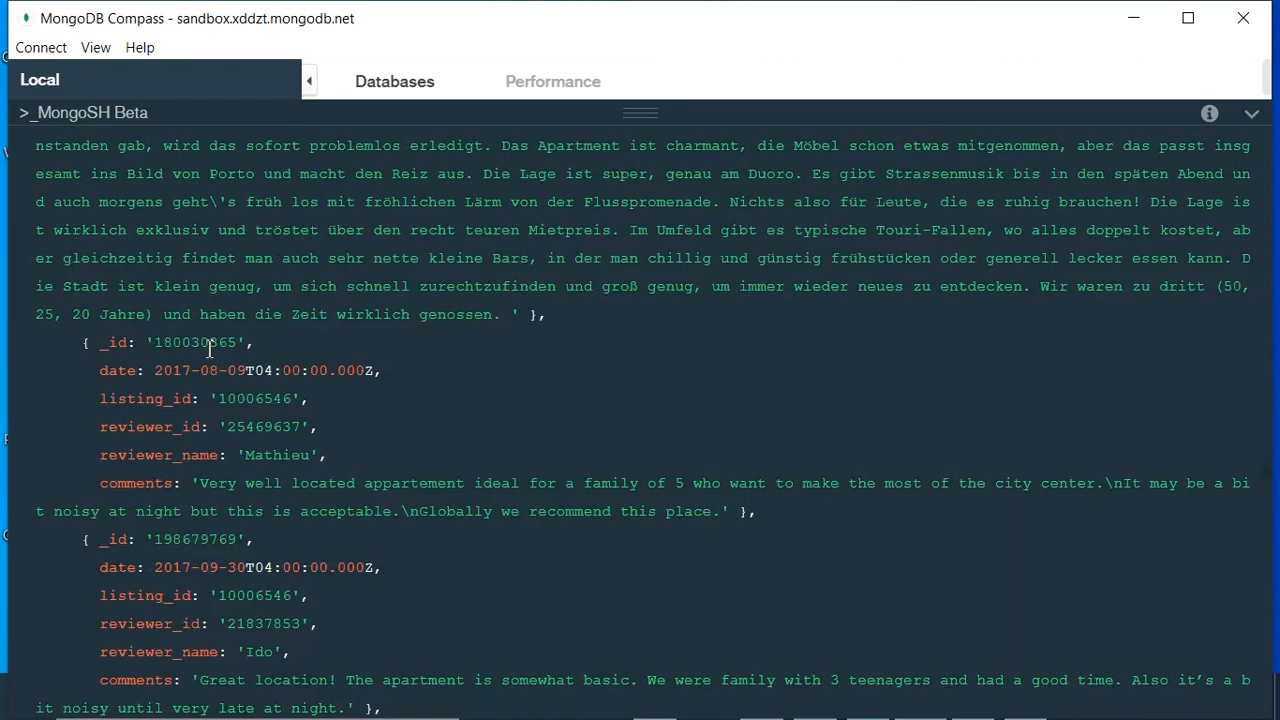 MongoDB Compass - sandbox.xddzt.mongodb.net
Connect View Help
Local Databases Performance
>_MongoSH Beta
nstanden gab, wird das sofort problemlos erledigt. Das Apartment ist charmant, die Möbel schon etwas mitgenommen, aber das passt insg
esamt ins Bild von Porto und macht den Reiz aus. Die Lage ist super, genau am Duoro. Es gibt Strassenmusik bis in den späten Abend un
d auch morgens geht\'s früh los mit fröhlichen Lärm von der Flusspromenade. Nichts also für Leute, die es ruhig brauchen! Die Lage is
t wirklich exklusiv und tröstet über den recht teuren Mietpreis. Im Umfeld gibt es typische Touri-Fallen, wo alles doppelt kostet, ab
er gleichzeitig findet man auch sehr nette kleine Bars, in der man chillig und günstig frühstücken oder generell lecker essen kann. D
ie Stadt ist klein genug, um sich schnell zurechtzufinden und groß genug, um immer wieder neues zu entdecken. Wir waren zu dritt (50,
25, 20 Jahre) und haben die Zeit wirklich genossen. ' },
{ _id: '180030865',
date: 2017-08-09T04:00:00.000Z,
listing_id: '10006546',
reviewer_id: '25469637',
reviewer_name: 'Mathieu',
comments: 'Very well located appartement ideal for a family of 5 who want to make the most of the city center.\nIt may be a bi
t noisy at night but this is acceptable.\nGlobally we recommend this place.' },
{ _id: '198679769',
date: 2017-09-30T04:00:00.000Z,
listing_id: '10006546',
reviewer_id: '21837853',
reviewer_name: 'Ido',
comments: 'Great location! The apartment is somewhat basic. We were family with 3 teenagers and had a good time. Also it’s a b
it noisy until very late at night.' },